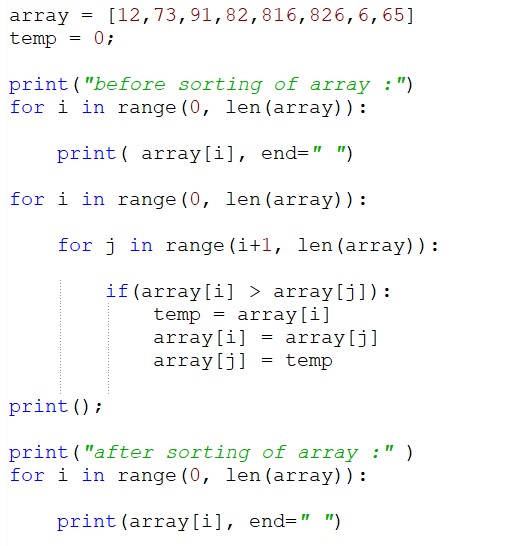 array = [12,73,91,82,816,826,6,65]
temp = 0;
print("before sorting of array :")
for i in range(0, len(array)):
    print( array[i], end=" ")
for i in range(0, len(array)):
    for j in range(i+1, len(array)):
        if(array[i] > array[j]):
            temp = array[i]
            array[i] = array[j]
            array[j] = temp
print();
print("after sorting of array :" )
for i in range(0, len(array)):
    print(array[i], end=" ")